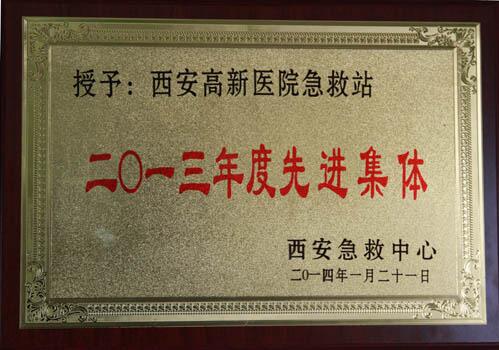 授予：西安高新医院急救站
二〇一三年度先进集体
西安急救中心
二〇一四年一月二十一日